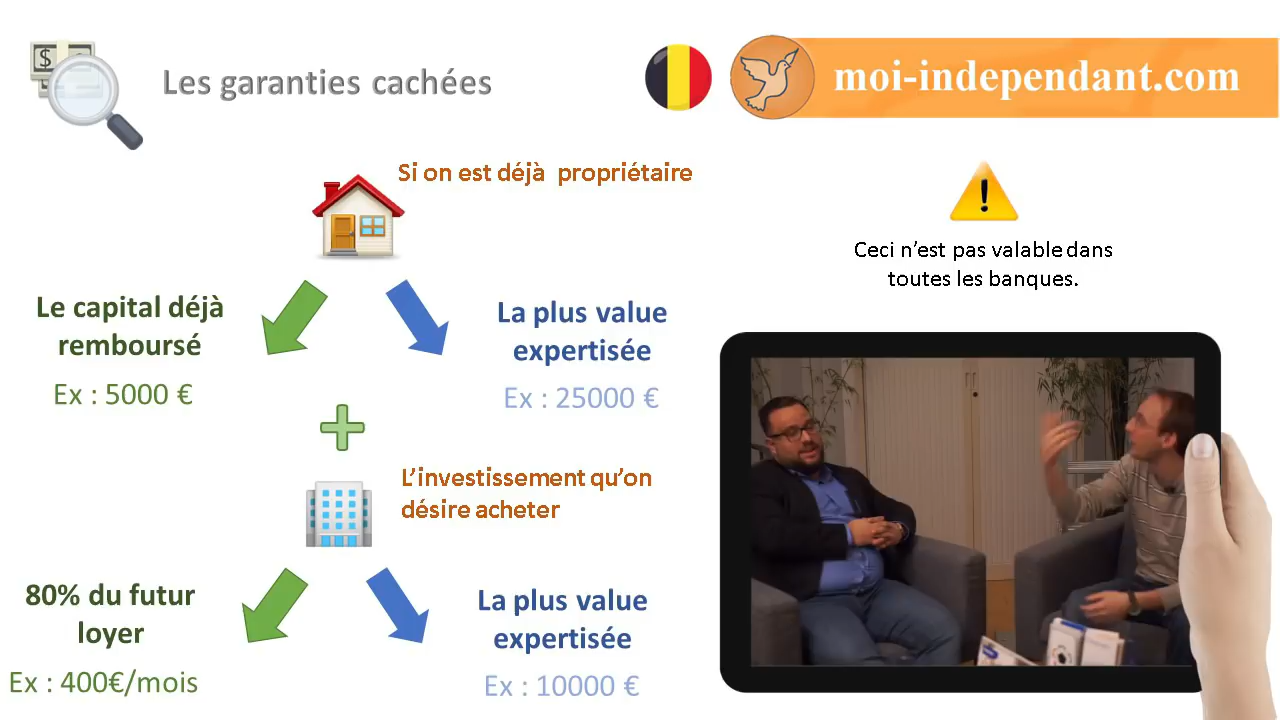 Les garanties cachées
moi-independant.com
Si on est déjà propriétaire
Ceci n'est pas valable dans
toutes les banques.
Le capital déjà
remboursé
Ex : 5000 €
La plus value
expertisée
Ex : 25000 €
L'investissement qu'on
désire acheter
80% du futur
loyer
Ex : 400€/mois
La plus value
expertisée
Ex : 10000 €